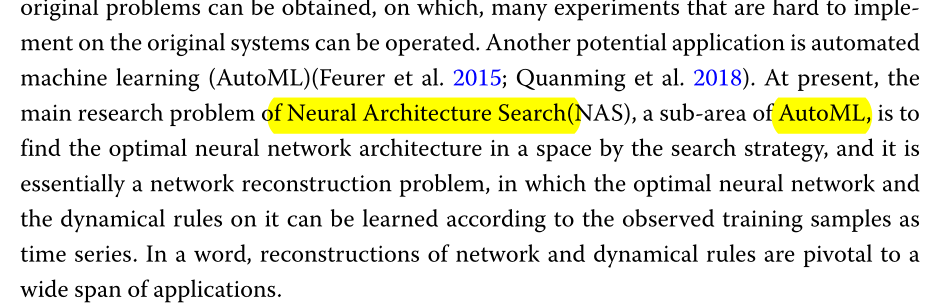 original problems can be obtained, on which, many experiments that are hard to imple-
ment on the original systems can be operated. Another potential application is automated
machine learning (AutoML)(Feurer et al. 2015; Quanming et al. 2018). At present, the
main research problem of Neural Architecture Search(NAS), a sub-area of AutoML, is to
find the optimal neural network architecture in a space by the search strategy, and it is
essentially a network reconstruction problem, in which the optimal neural network and
the dynamical rules on it can be learned according to the observed training samples as
time series. In a word, reconstructions of network and dynamical rules are pivotal to a
wide span of applications.